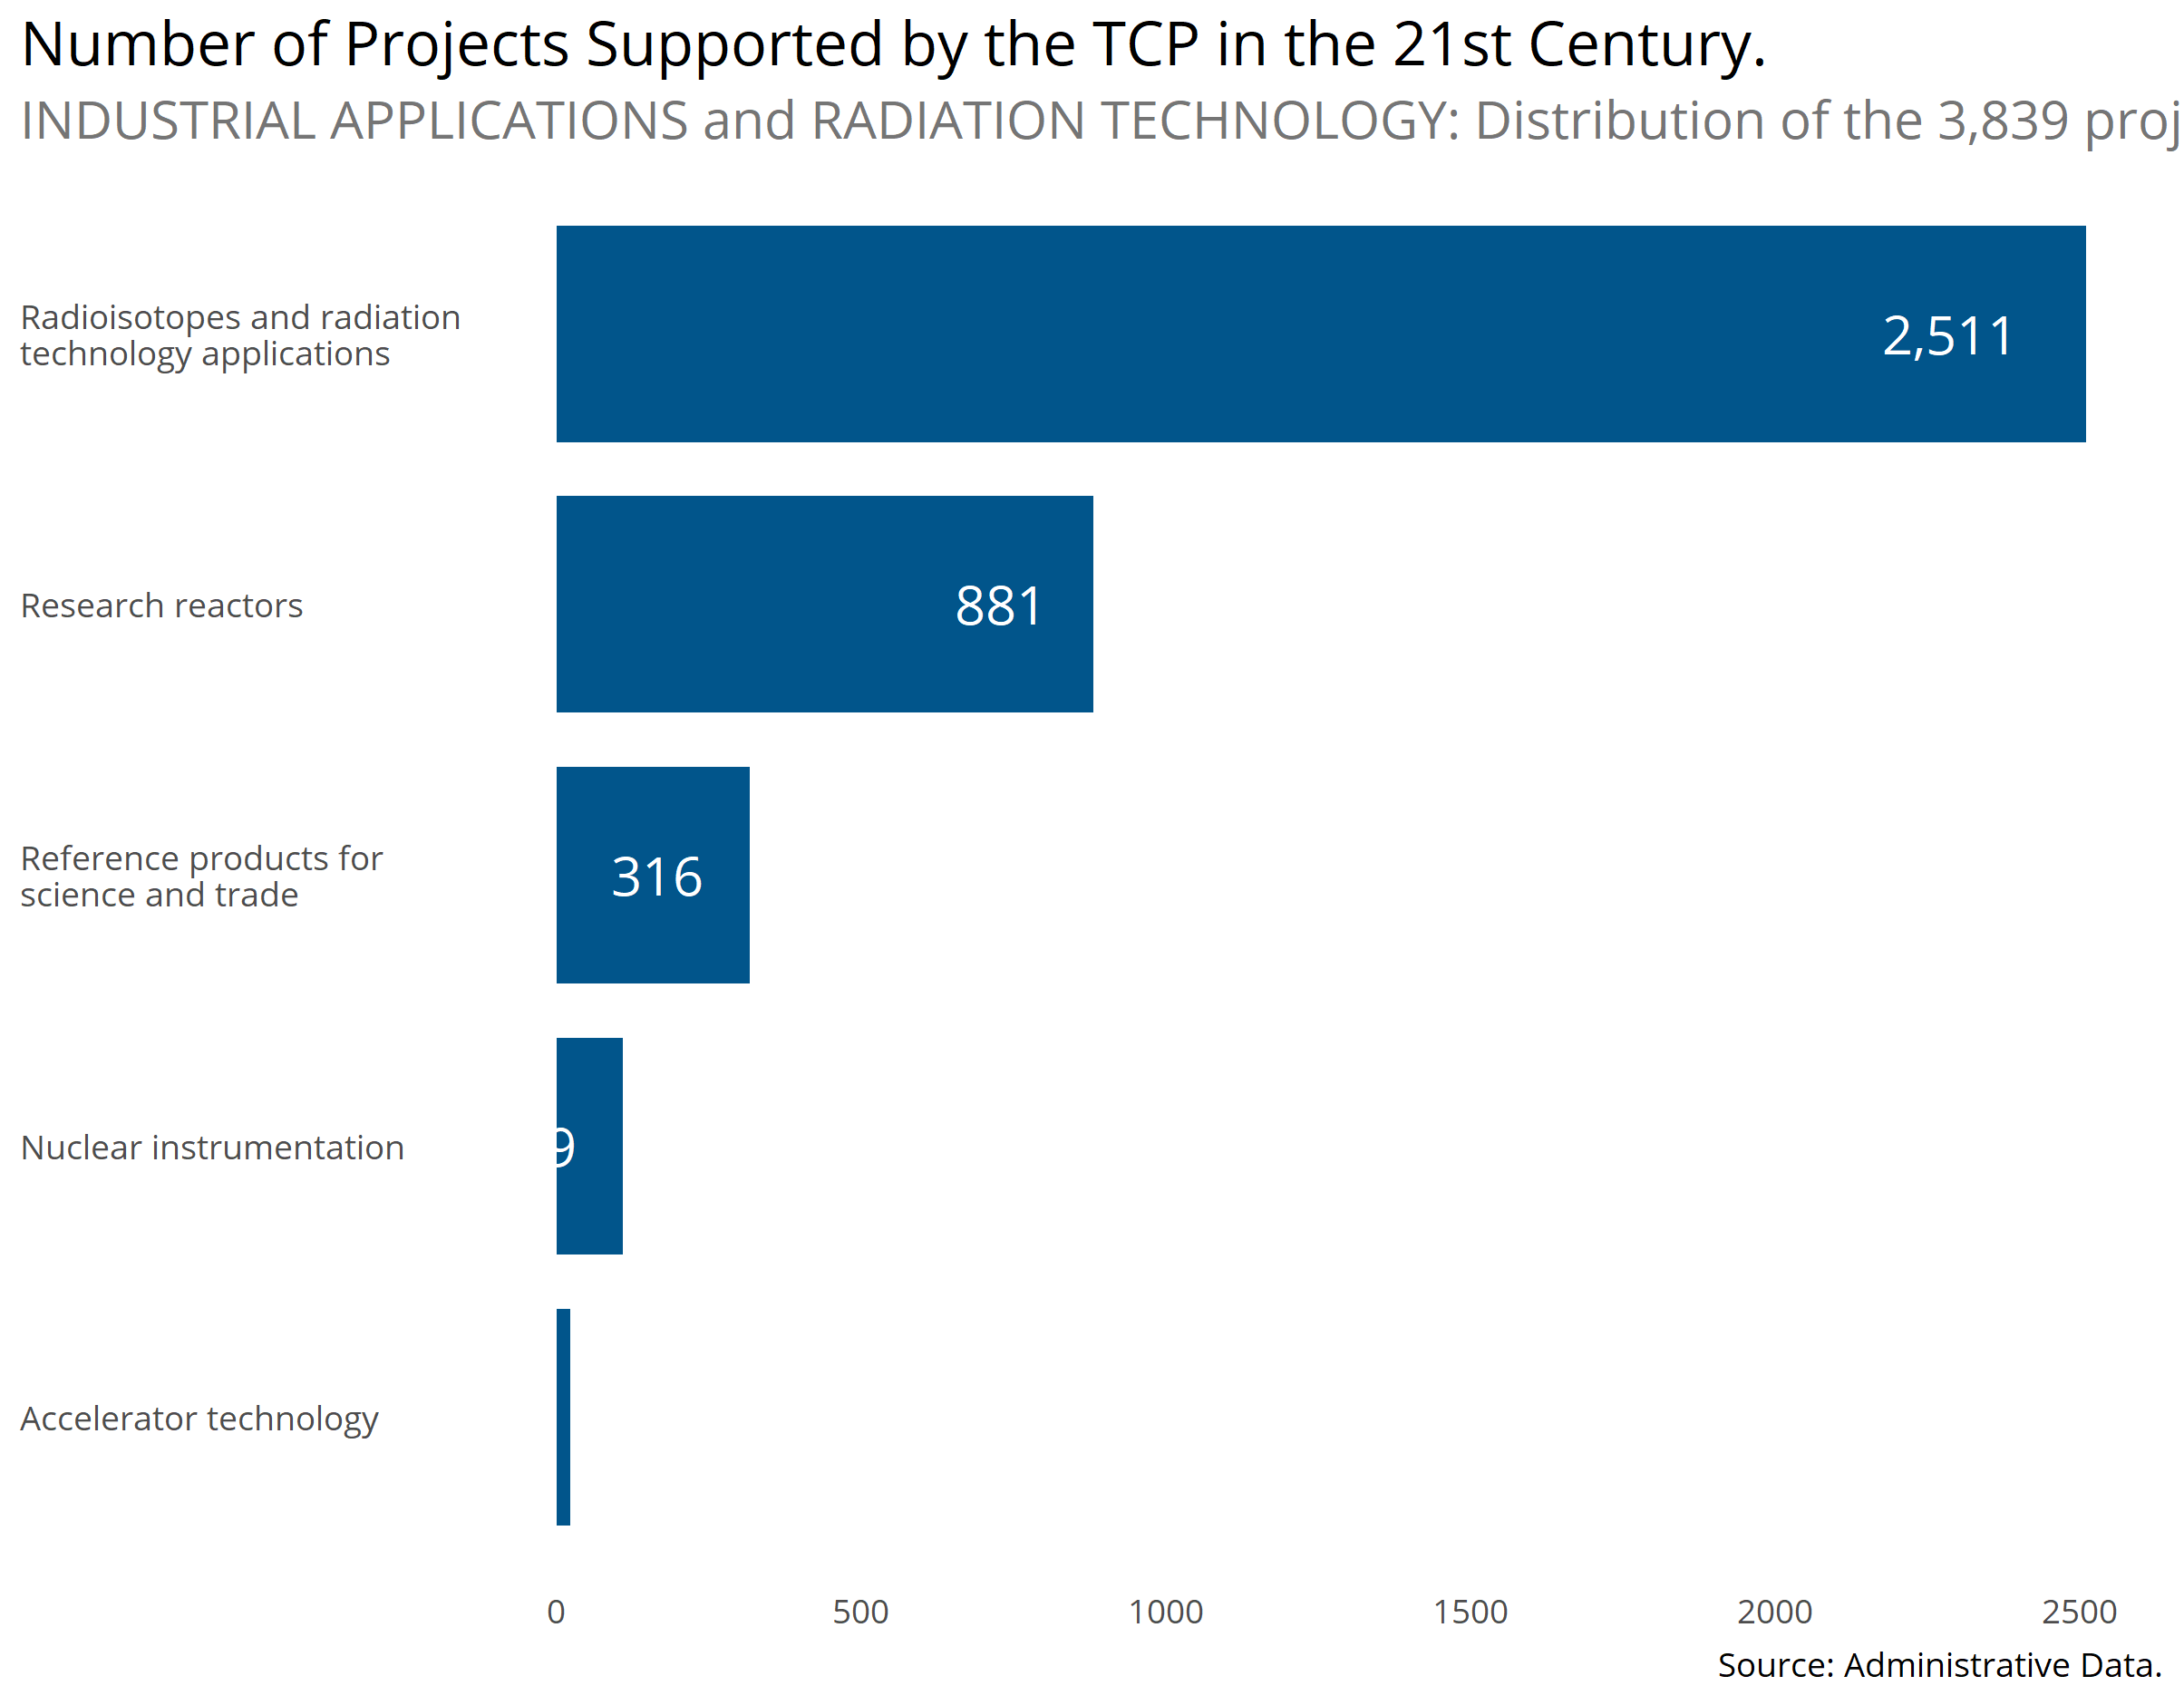 Number of Projects Supported by the TCP in the 21st Century.
INDUSTRIAL APPLICATIONS and RADIATION TECHNOLOGY: Distribution of the 3,839 proj
Radioisotopes and radiation
technology applications
2,511
Research reactors
881
Reference products for
science and trade
316
Nuclear instrumentation
9
Accelerator technology
0 500 1000 1500 2000 2500
Source: Administrative Data.